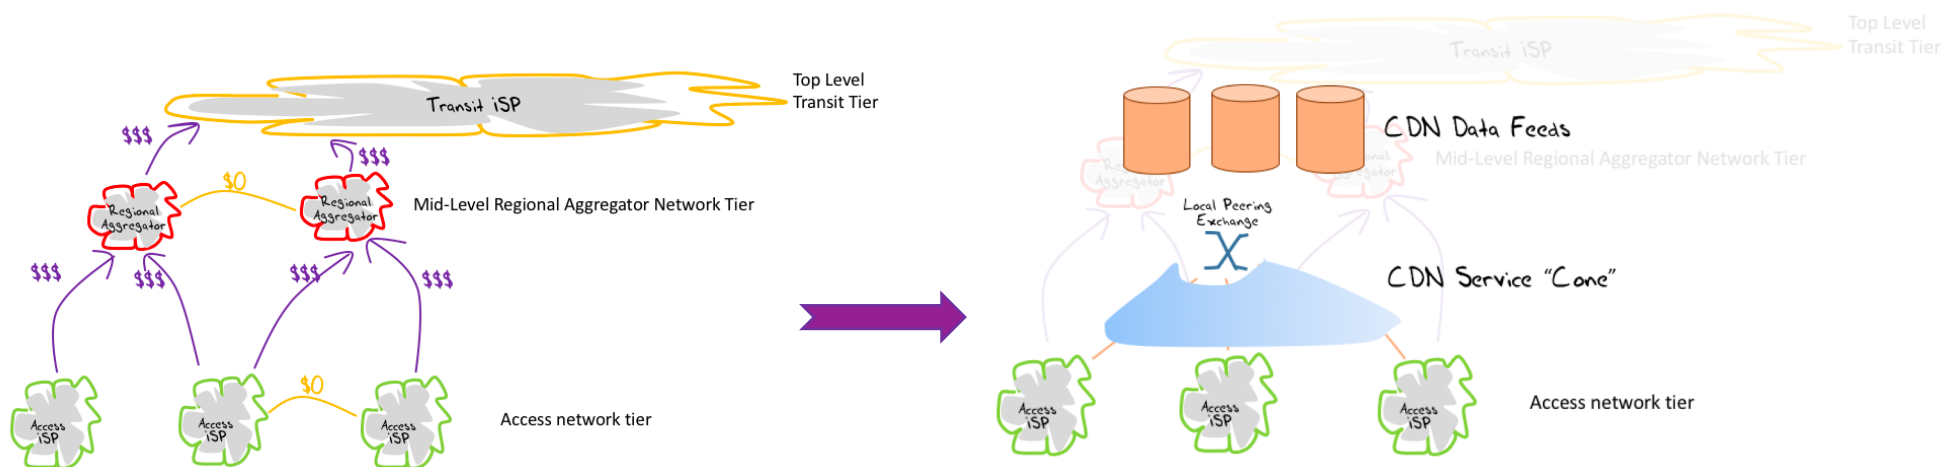 Top Level
Transit Tier
Transit iSP
$$$
$$$
$0
Regional
Aggregator
Regional
Aggregator
Mid-Level Regional Aggregator Network Tier
$$$
$$$
$$$
$$$
$0
Access
iSP
Access
iSP
Access
iSP
Access network tier
Top Level
Transit Tier
Transit iSP
CDN Data Feeds
Mid-Level Regional Aggregator Network Tier
Aggregator
Aggregator
Local Peering
Exchange
CDN Service “Cone”
Access
iSP
Access
iSP
Access
iSP
Access network tier